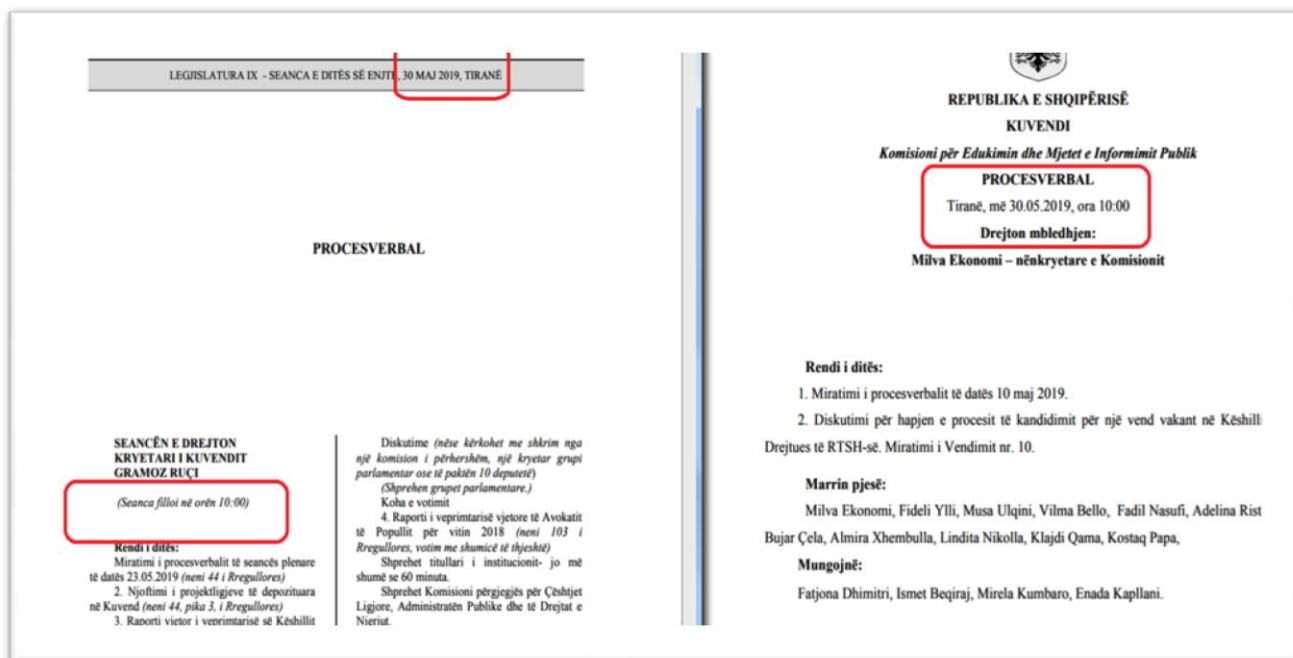 LEGJISLATURA IX - SEANCA E DITËS SË ENJTE, 30 MAJ 2019, TIRANË
PROCESVERBAL
SEANCËN E DREJTON
KRYETARI I KUVENDIT
GRAMOZ RUÇI
(Seanca filloi në orën 10:00)
Rendi i ditës:
Miratimi i procesverbalit të seancës plenare
të datës 23.05.2019 (neni 44 i Rregullores)
2. Njoftimi i projektligjeve të depozituara
në Kuvend (neni 44, pika 3, i Rregullores)
3. Raporti vjetor i veprimtarisë së Këshillit
Diskutime (nëse kërkohet me shkrim nga
një komision i përhershëm, një kryetar grupi
parlamentar ose të paktën 10 deputetë)
(Shprehen grupet parlamentare.)
Koha e votimit
4. Raporti i veprimtarisë vjetore të Avokatit
të Popullit për vitin 2018 (neni 103 i
Rregullores, votim me shumicë të thjeshtë)
Shprehet titullari i institucionit- jo më
shumë se 60 minuta.
Shprehet Komisioni përgjegjës për Çështjet
Ligjore, Administratën Publike dhe të Drejtat e
Njeriut.
REPUBLIKA E SHQIPËRISË
KUVENDI
Komisioni për Edukimin dhe Mjetet e Informimit Publik
PROCESVERBAL
Tiranë, më 30.05.2019, ora 10:00
Drejton mbledhjen:
Milva Ekonomi – nënkryetare e Komisionit
Rendi i ditës:
1. Miratimi i procesverbalit të datës 10 maj 2019.
2. Diskutimi për hapjen e procesit të kandidimit për një vend vakant në Këshilli
Drejtues të RTSH-së. Miratimi i Vendimit nr. 10.
Marrin pjesë:
Milva Ekonomi, Fideli Ylli, Musa Ulqini, Vilma Bello, Fadil Nasufi, Adelina Rist
Bujar Çela, Almira Xhembulla, Lindita Nikolla, Klajdi Qama, Kostaq Papa,
Mungojnë:
Fatjona Dhimitri, Ismet Beqiraj, Mirela Kumbaro, Enada Kapllani.